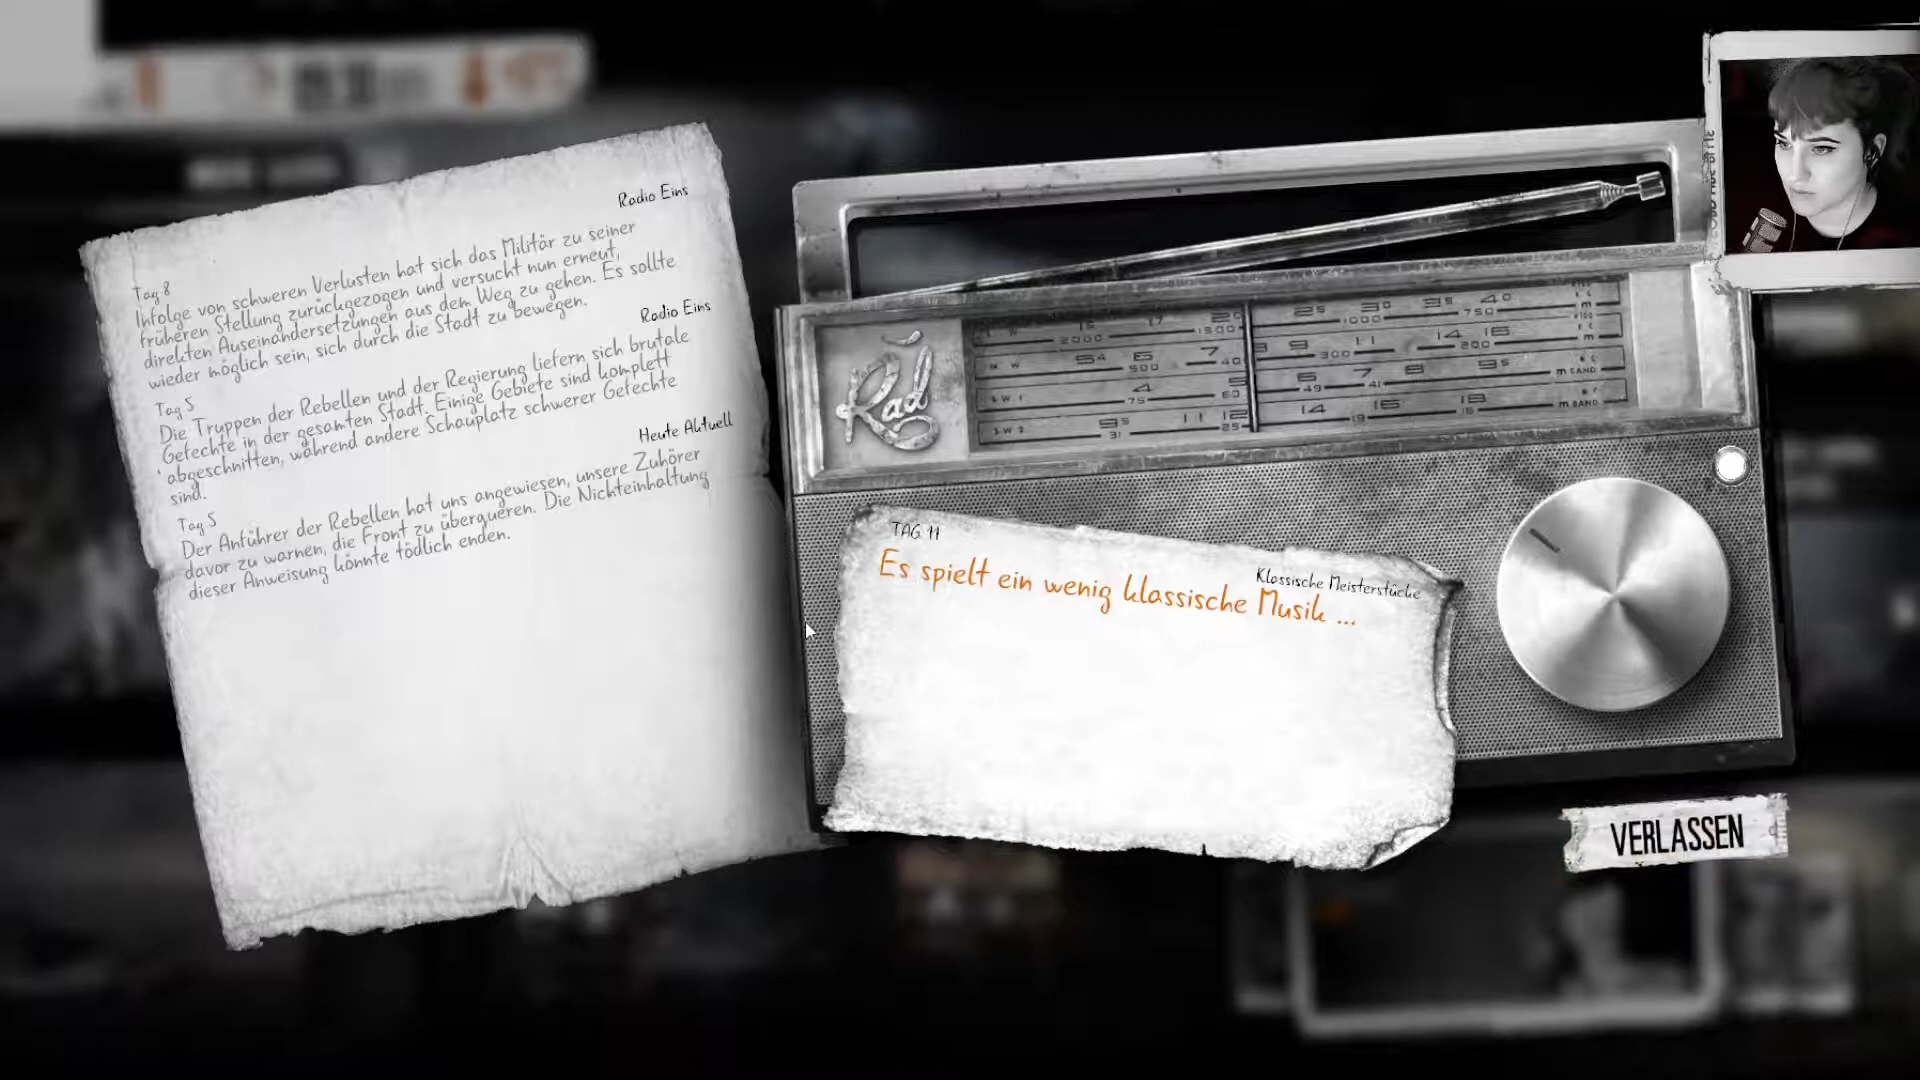 Radio Eins
Tag 8
Infolge von schweren Verlusten hat sich das Militär zu seiner
früheren Stellung zurückgezogen und versucht nun erneut,
direkten Auseinandersetzungen aus dem Weg zu gehen. Es sollte
wieder möglich sein, sich durch die Stadt zu bewegen.
Radio Eins
Tag 5
Die Truppen der Rebellen und der Regierung liefern sich brutale
Gefechte in der gesamten Stadt. Einige Gebiete sind komplett
abgeschnitten, während andere Schauplatz schwerer Gefechte
sind.
Heute Aktuell
Tag 5
Der Anführer der Rebellen hat uns angewiesen, unsere Zuhörer
davor zu warnen, die Front zu überqueren. Die Nichteinhaltung
dieser Anweisung könnte tödlich enden.
Rad
TAG 11
Klassische Meisterstücke
Es spielt ein wenig klassische Musik ...
VERLASSEN